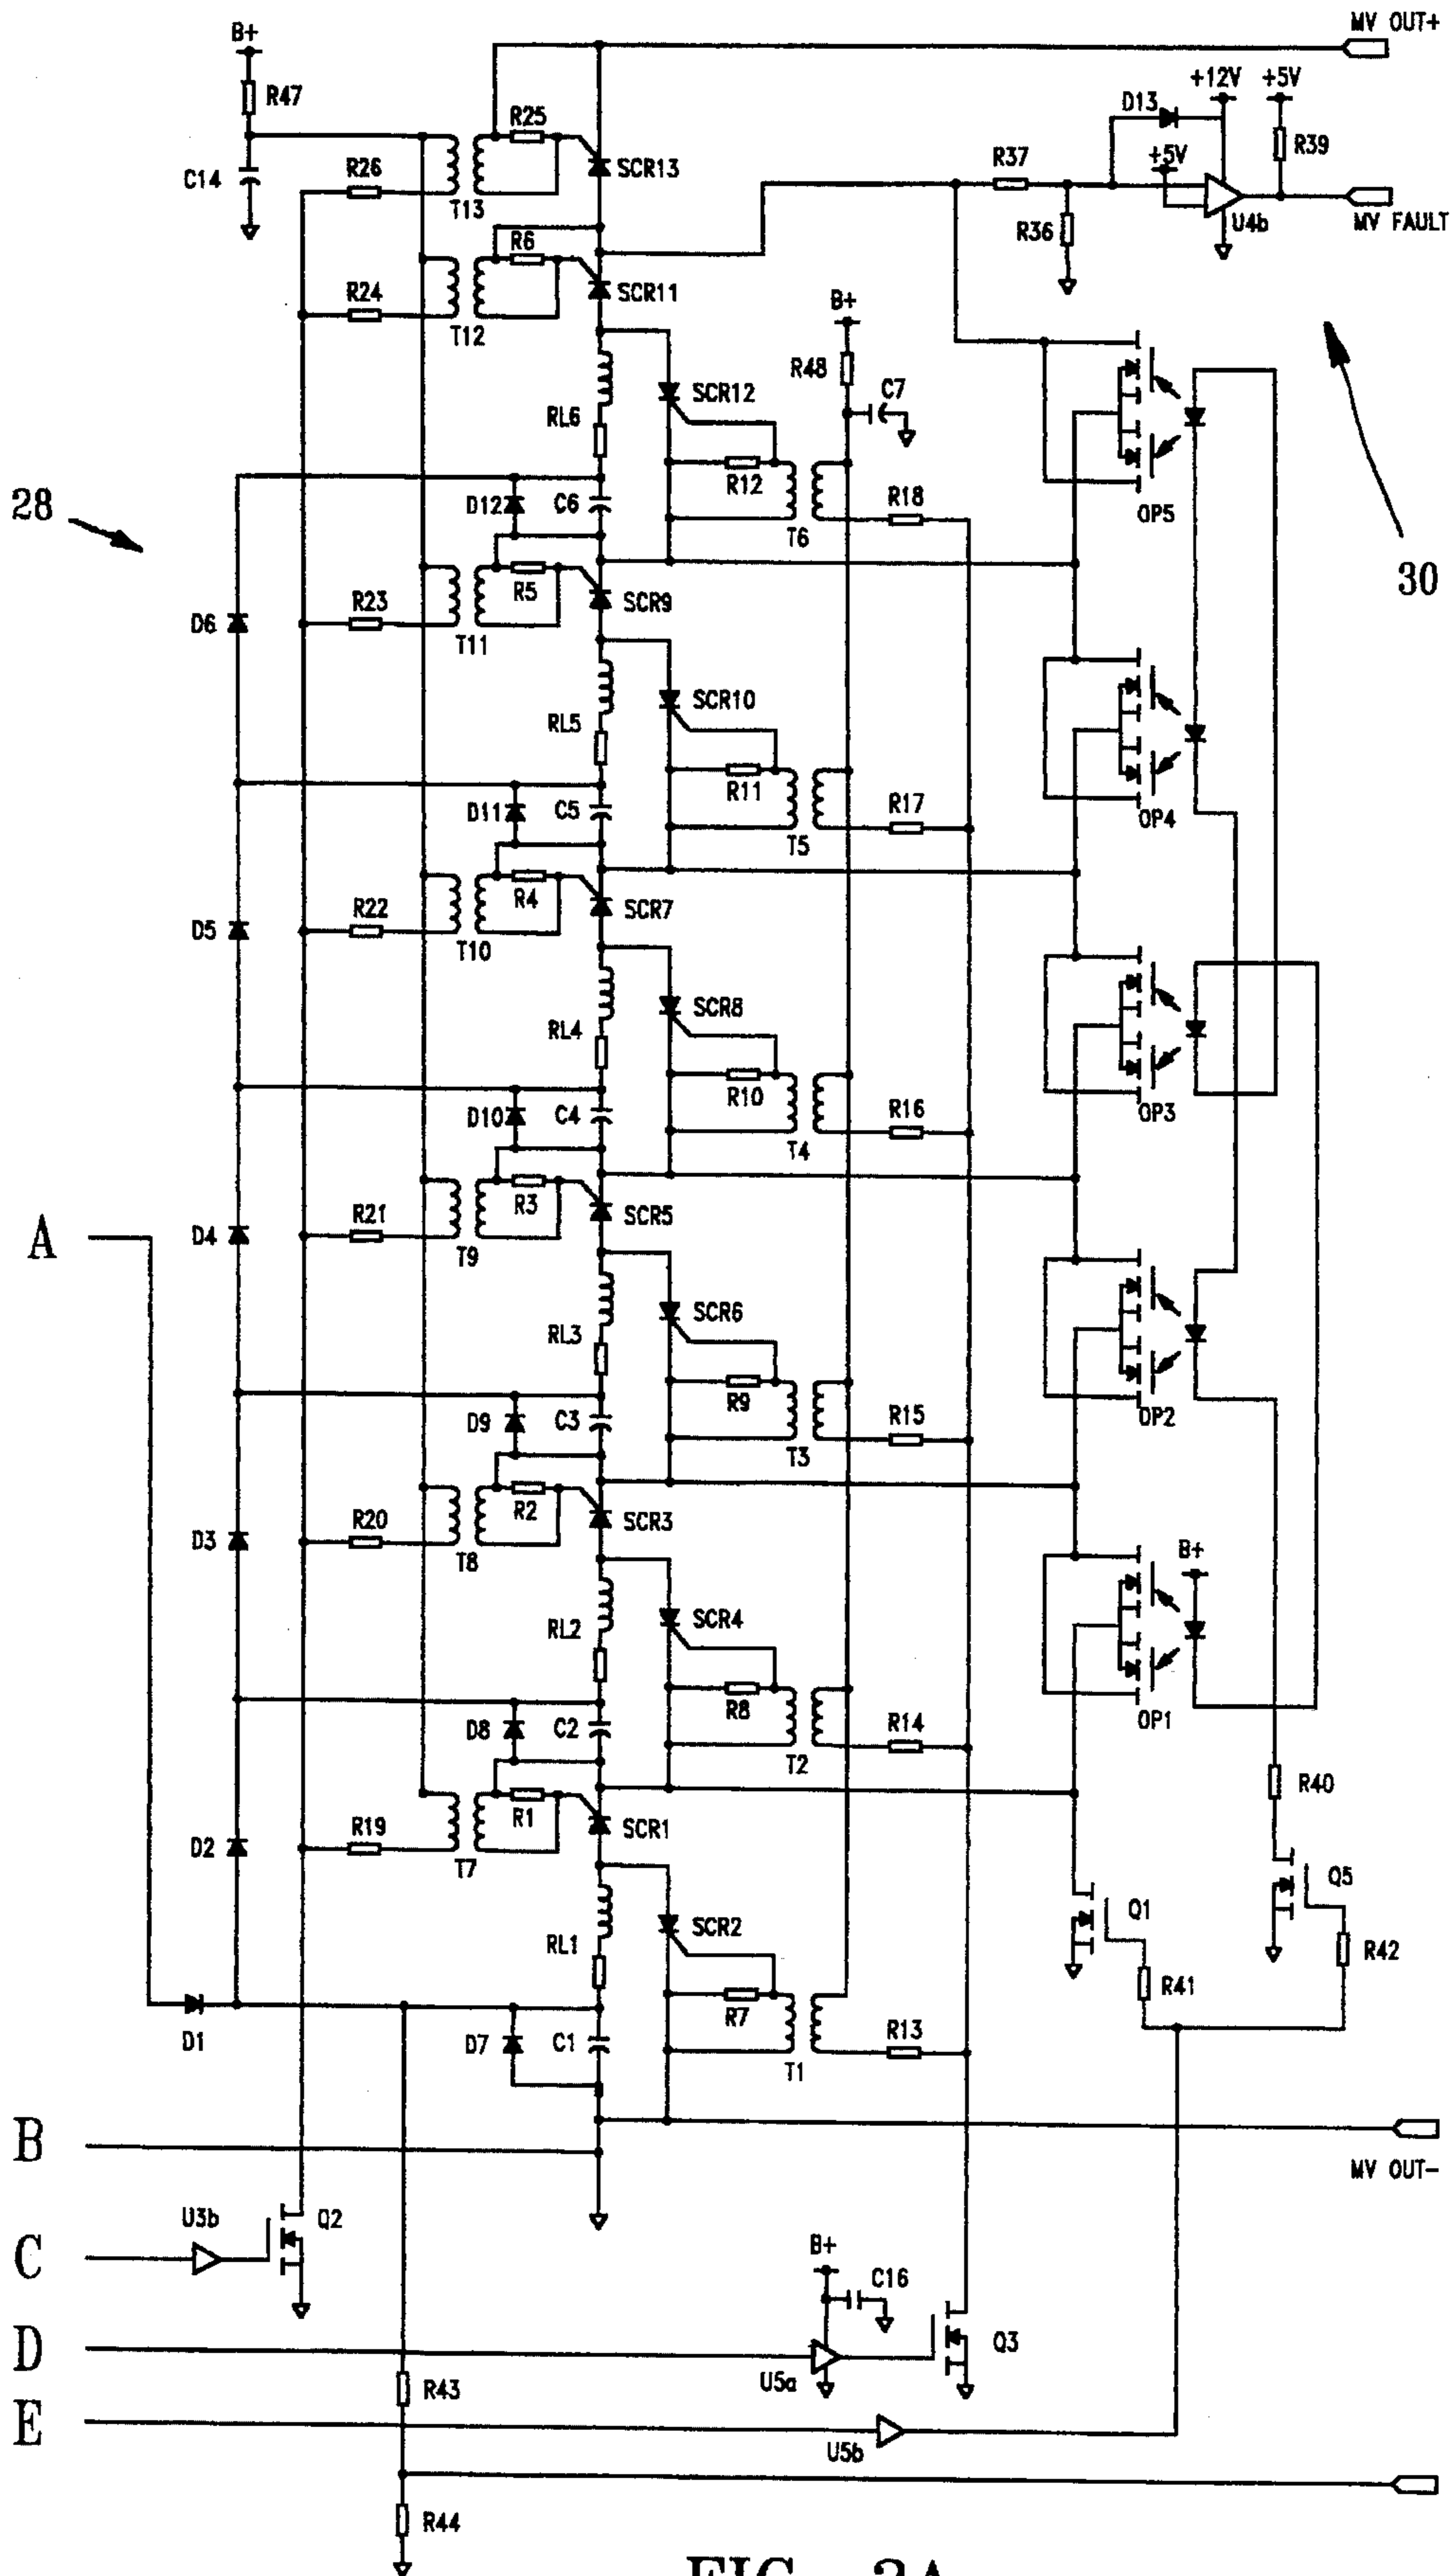 MV OUT+
B+
+12V +5V
R47
D13
R25
R37
+5V
R39
C14
R26
SCR13
T13
R6
R36
U4b
MV FAULT
R24
SCR11
B+
T12
R48
C7
SCR12
RL6
R12
R18
28
D12
C6
OP5
T6
R5
30
D6
R23
SCR9
T11
SCR10
RL5
R11
R17
D11
C5
OP4
T5
R4
D5
R22
SCR7
T10
SCR8
RL4
R10
R16
D10
C4
OP3
T4
R3
A
D4
R21
SCR5
T9
SCR6
RL3
R9
R15
D9
C3
OP2
T3
R2
D3
R20
SCR3
B+
T8
SCR4
RL2
R8
R14
D8
C2
OP1
T2
R40
R1
D2
R19
SCR1
T7
Q1
Q5
SCR2
RL1
R42
R41
R7
R13
D1
D7
C1
T1
B
MV OUT-
U3b
Q2
C
B+
C16
D
Q3
U5a
R43
E
U5b
R44
FIG. 2A